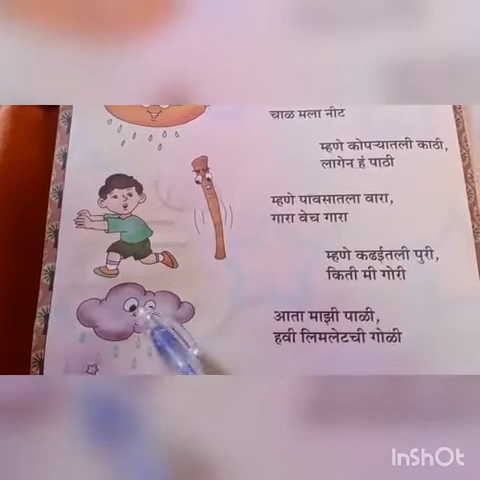 चाळ मला नीट
म्हणे कोपऱ्यातली काठी,
लागेन हं पाठी
म्हणे पावसातला वारा,
गारा वेच गारा
म्हणे कढईतली पुरी,
किती मी गोरी
आता माझी पाळी,
हवी लिमलेटची गोळी
InShOt